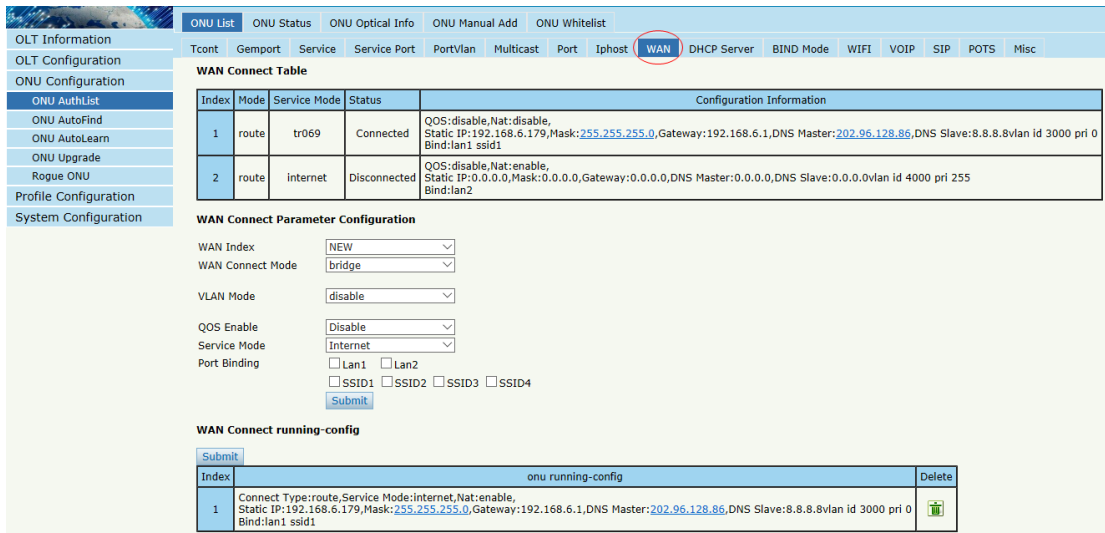 ONU List ONU Status ONU Optical Info ONU Manual Add ONU Whitelist
OLT Information
OLT Configuration
ONU Configuration
ONU AuthList
ONU AutoFind
ONU AutoLearn
ONU Upgrade
Rogue ONU
Profile Configuration
System Configuration
Tcont Gemport Service Service Port PortVlan Multicast Port Iphost WAN DHCP Server BIND Mode WIFI VOIP SIP POTS Misc
WAN Connect Table
Index Mode Service Mode Status Configuration Information
1 route tr069 Connected
QOS:disable,Nat:disable,
Static IP:192.168.6.179,Mask:255.255.255.0,Gateway:192.168.6.1,DNS Master:202.96.128.86,DNS Slave:8.8.8.8vlan id 3000 pri 0
Bind:lan1 ssid1
2 route internet Disconnected
QOS:disable,Nat:enable,
Static IP:0.0.0.0,Mask:0.0.0.0,Gateway:0.0.0.0,DNS Master:0.0.0.0,DNS Slave:0.0.0.0vlan id 4000 pri 255
Bind:lan2
WAN Connect Parameter Configuration
WAN Index NEW
WAN Connect Mode bridge
VLAN Mode disable
QOS Enable Disable
Service Mode Internet
Port Binding Lan1 Lan2
SSID1 SSID2 SSID3 SSID4
Submit
WAN Connect running-config
Submit
Index onu running-config Delete
1
Connect Type:route,Service Mode:internet,Nat:enable,
Static IP:192.168.6.179,Mask:255.255.255.0,Gateway:192.168.6.1,DNS Master:202.96.128.86,DNS Slave:8.8.8.8vlan id 3000 pri 0
Bind:lan1 ssid1